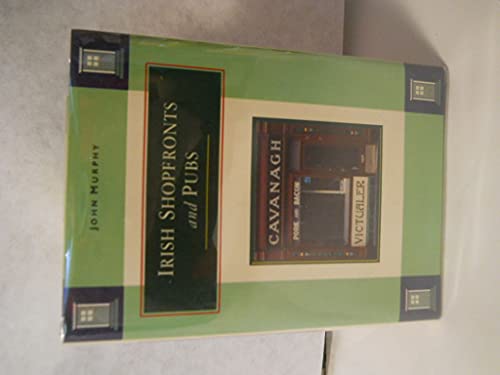 JOHN MURPHY
IRISH SHOPFRONTS
and PUBS
CAVANAGH
PORK AND BACON
VICTUALER